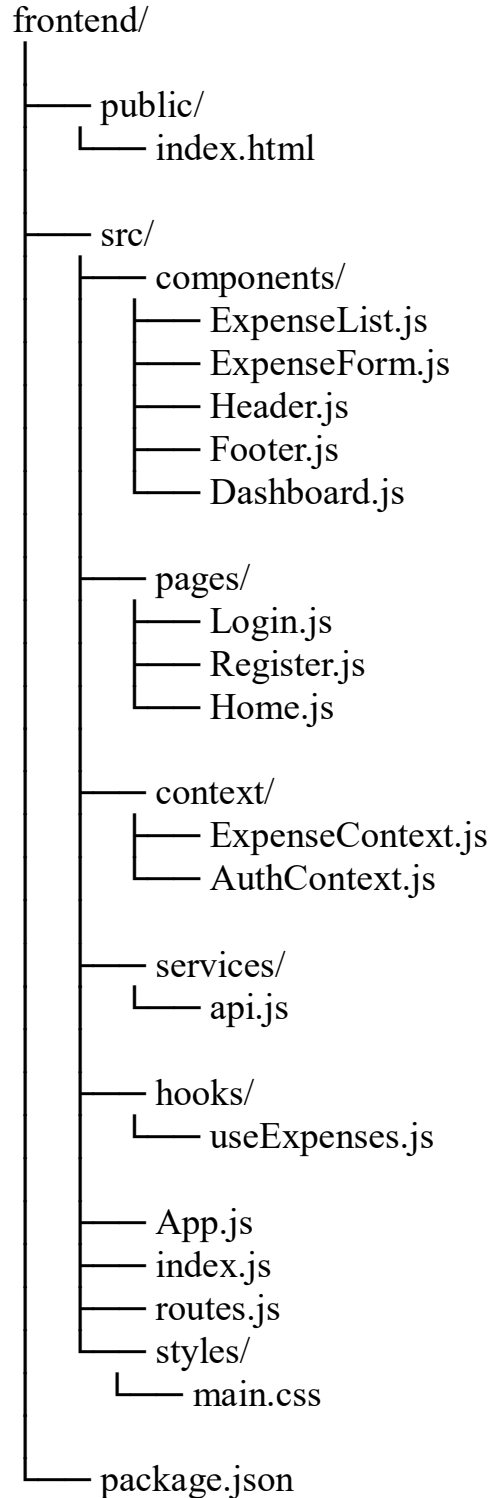 frontend/
public/
index.html
src/
components/
ExpenseList.js
ExpenseForm.js
Header.js
Footer.js
Dashboard.js
pages/
Login.js
Register.js
Home.js
context/
ExpenseContext.js
AuthContext.js
services/
api.js
hooks/
useExpenses.js
App.js
index.js
routes.js
styles/
main.css
package.json